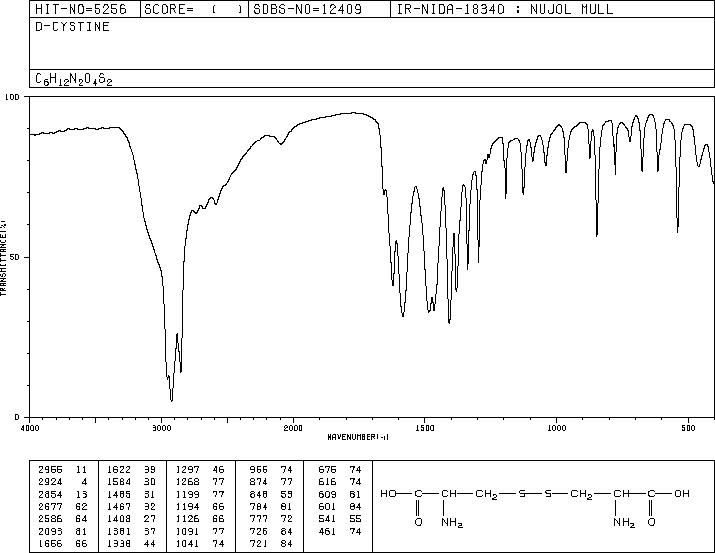 HIT-NO=5256 SCORE= ( ) SDBS-NO=12409 IR-NIDA-18340 : NUJOL MULL
D-CYSTINE
C6H12N2O4S2
100
50
0
TRANSMITTANCE(%)
4000 3000 2000 1500 1000 500
WAVENUMBER(-1)
2956 11 1622 39 1297 46 966 74 676 74
2924 4 1584 30 1268 77 874 77 616 74
2854 13 1485 31 1199 77 848 53 609 81
2677 62 1467 32 1194 66 784 81 601 84
2586 64 1408 27 1126 66 777 72 541 55
2093 81 1381 37 1091 77 726 84 461 74
1656 66 1338 44 1041 74 721 84
HO C CH CH2 S S CH2 CH C OH
O NH2 NH2 O